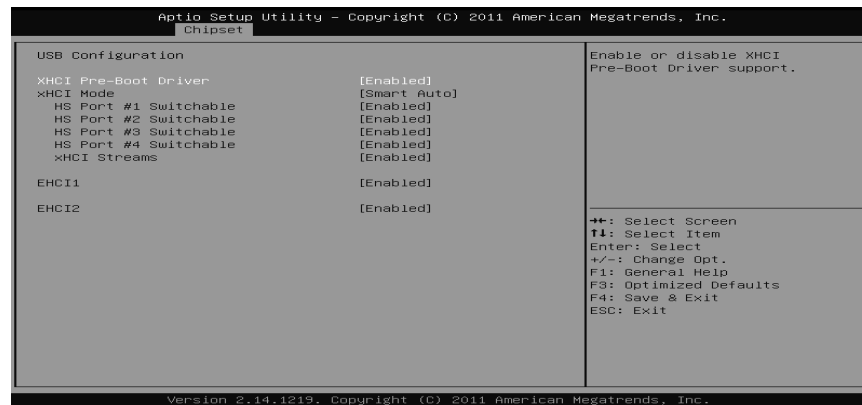 Aptio Setup Utility – Copyright (C) 2011 American Megatrends, Inc.
Chipset
USB Configuration
XHCI Pre-Boot Driver [Enabled]
xHCI Mode [Smart Auto]
HS Port #1 Switchable [Enabled]
HS Port #2 Switchable [Enabled]
HS Port #3 Switchable [Enabled]
HS Port #4 Switchable [Enabled]
xHCI Streams [Enabled]
EHCI1 [Enabled]
EHCI2 [Enabled]
Enable or disable XHCI
Pre-Boot Driver support.
→←: Select Screen
↑↓: Select Item
Enter: Select
+/-: Change Opt.
F1: General Help
F3: Optimized Defaults
F4: Save & Exit
ESC: Exit
Version 2.14.1219. Copyright (C) 2011 American Megatrends, Inc.